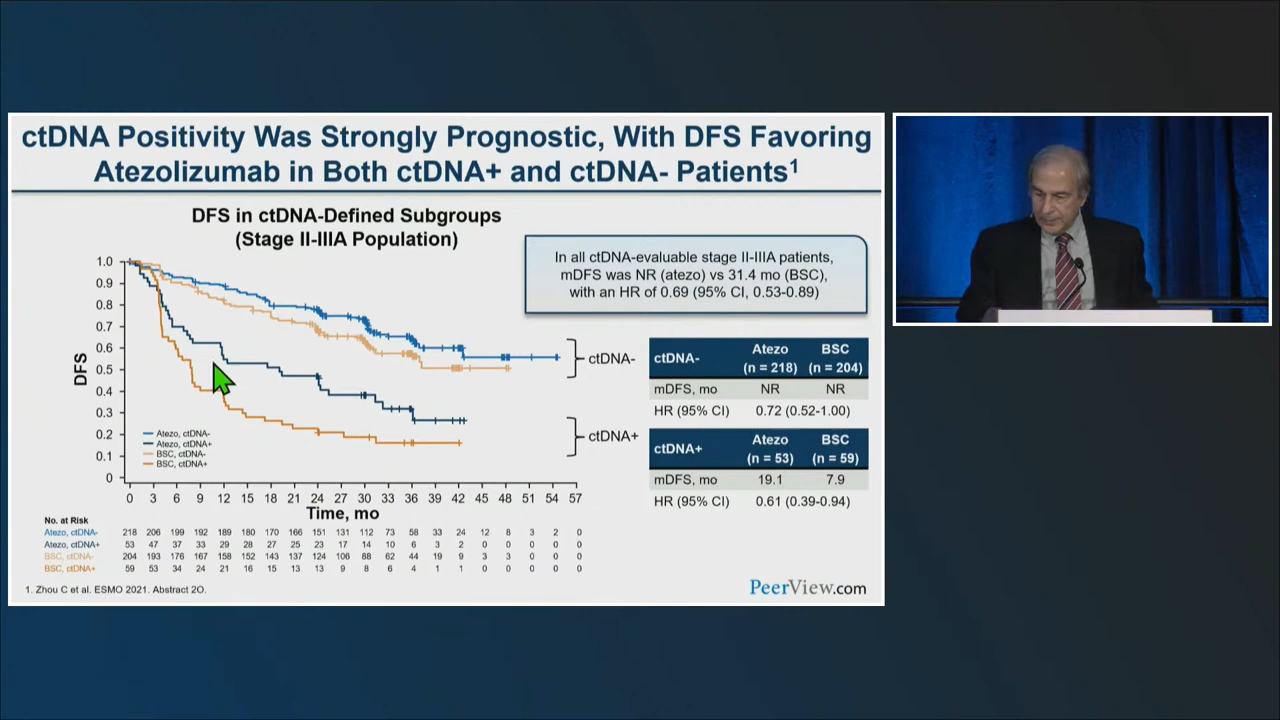 ctDNA Positivity Was Strongly Prognostic, With DFS Favoring
Atezolizumab in Both ctDNA+ and ctDNA- Patients1
DFS in ctDNA-Defined Subgroups
(Stage II-IIIA Population)
In all ctDNA-evaluable stage II-IIIA patients,
mDFS was NR (atezo) vs 31.4 mo (BSC),
with an HR of 0.69 (95% CI, 0.53-0.89)
DFS
1.0
0.9
0.8
0.7
0.6
0.5
0.4
0.3
0.2
0.1
0
Atezo, ctDNA-
Atezo, ctDNA+
BSC, ctDNA-
BSC, ctDNA+
ctDNA-
ctDNA+
0 3 6 9 12 15 18 21 24 27 30 33 36 39 42 45 48 51 54 57
Time, mo
ctDNA- Atezo (n = 218) BSC (n = 204)
mDFS, mo NR NR
HR (95% CI) 0.72 (0.52-1.00)
ctDNA+ Atezo (n = 53) BSC (n = 59)
mDFS, mo 19.1 7.9
HR (95% CI) 0.61 (0.39-0.94)
No. at Risk
Atezo, ctDNA- 218 206 199 192 189 180 170 166 151 131 112 73 58 33 24 12 8 3 2 0
Atezo, ctDNA+ 53 47 37 33 29 28 27 25 23 17 14 10 6 3 2 0 0 0 0 0
BSC, ctDNA- 204 193 176 167 158 152 143 137 124 106 88 62 44 19 9 3 3 0 0 0
BSC, ctDNA+ 59 53 34 24 21 16 15 13 13 9 8 6 4 1 1 0 0 0 0 0
1. Zhou C et al. ESMO 2021. Abstract 2O.
PeerView.com